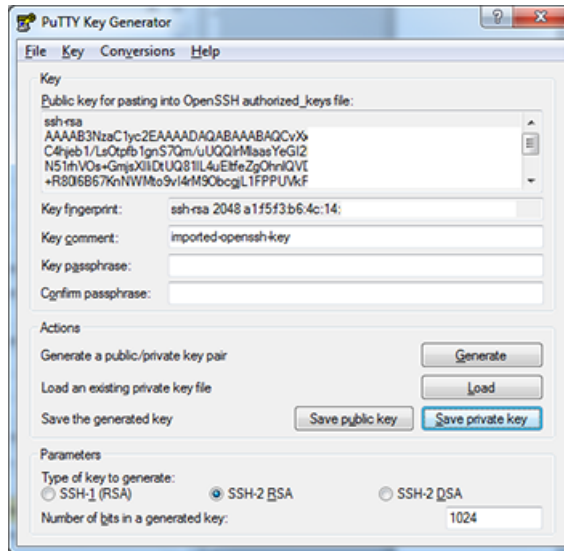 PuTTY Key Generator
File Key Conversions Help
Key
Public key for pasting into OpenSSH authorized_keys file:
ssh-rsa
AAAAB3NzaC1yc2EAAAADAQABAAABAQCvX
C4hjeb1/LsOtpfb1gnS7Qm/uUQQIrMlaasYeGI2
N51rhVOs+GmjsXIliDtUQ81lL4uEltfeZgOhnlQVD
+R80I6B67KnNWMto9vI4rM9ObcgjL1FPPUVkF
Key fingerprint: ssh-rsa 2048 a1:f5:f3:b6:4c:14:
Key comment: imported-openssh-key
Key passphrase:
Confirm passphrase:
Actions
Generate a public/private key pair Generate
Load an existing private key file Load
Save the generated key Save public key Save private key
Parameters
Type of key to generate:
SSH-1 (RSA) SSH-2 RSA SSH-2 DSA
Number of bits in a generated key: 1024